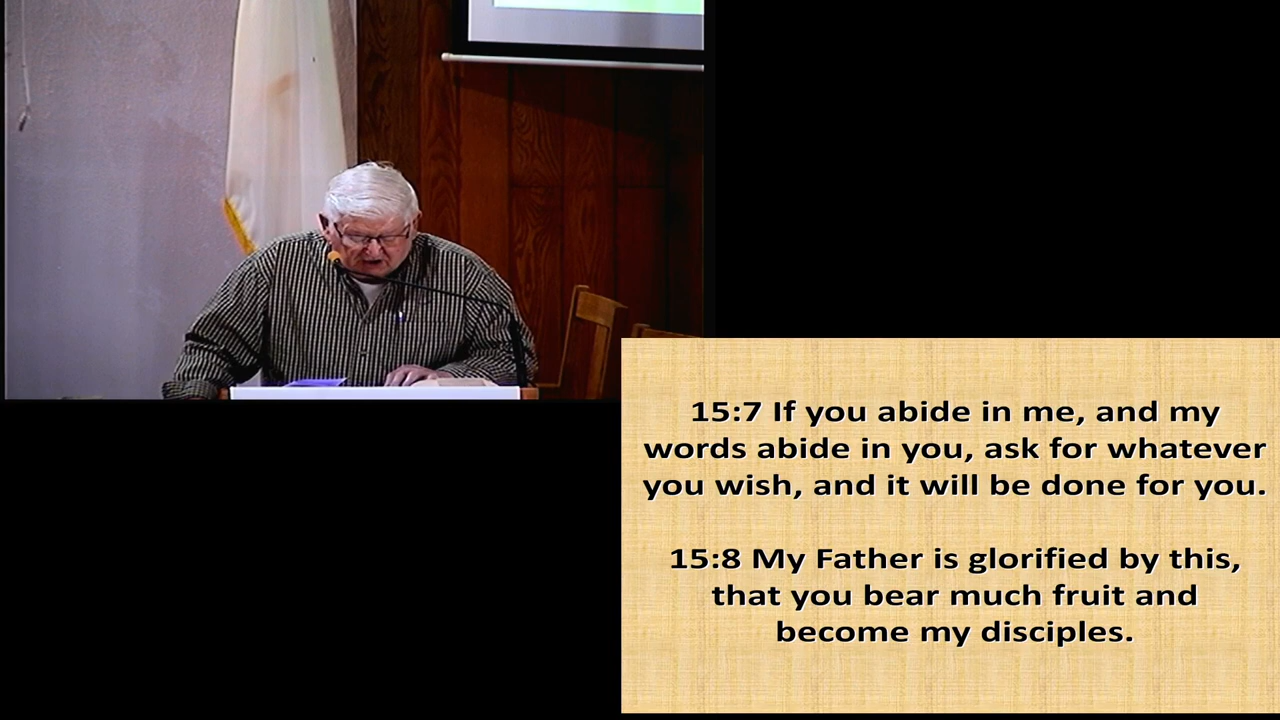 15:7 If you abide in me, and my
words abide in you, ask for whatever
you wish, and it will be done for you.
15:8 My Father is glorified by this,
that you bear much fruit and
become my disciples.